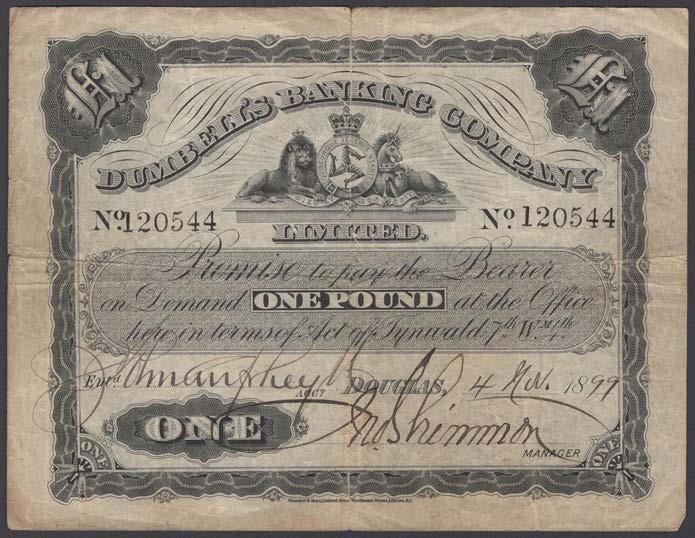 £1 £1
DUMBELL'S BANKING COMPANY
No. 120544 No. 120544
LIMITED.
Promise to pay the Bearer
on Demand ONE POUND at the Office
here in terms of Act of Tynwald 7th Wm. 4th.
Entd. ACCT DOUGLAS, 4 1899
ONE
MANAGER
ONE ONE